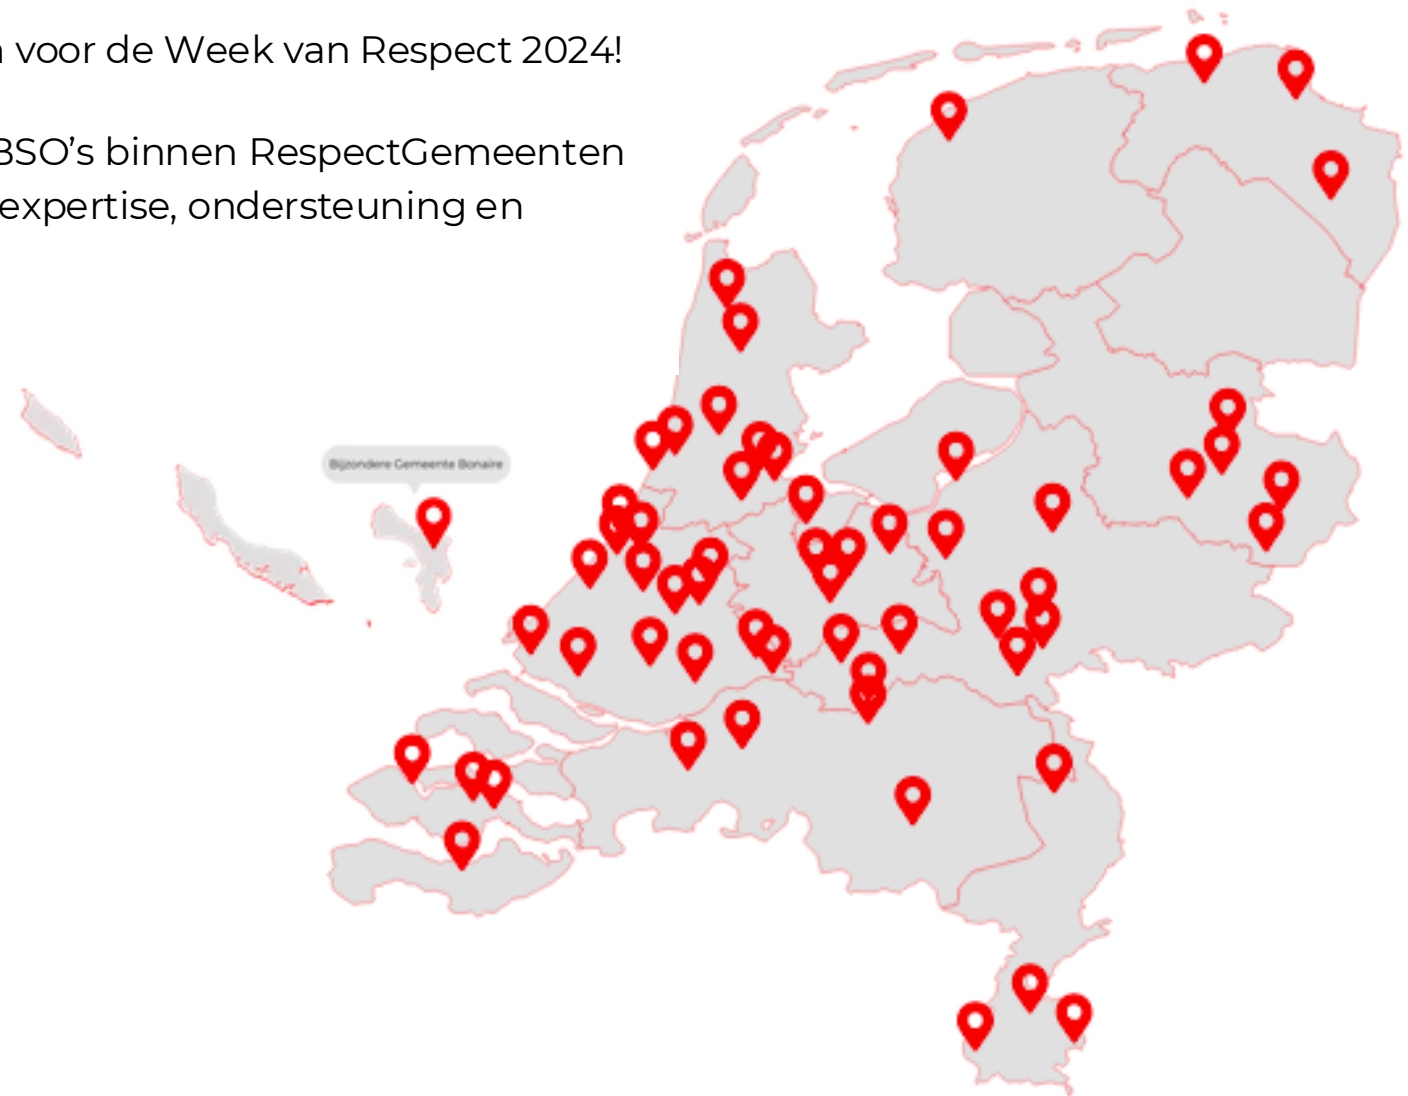 voor de Week van Respect 2024!
BSO’s binnen RespectGemeenten
expertise, ondersteuning en
Bijzondere Gemeente Bonaire